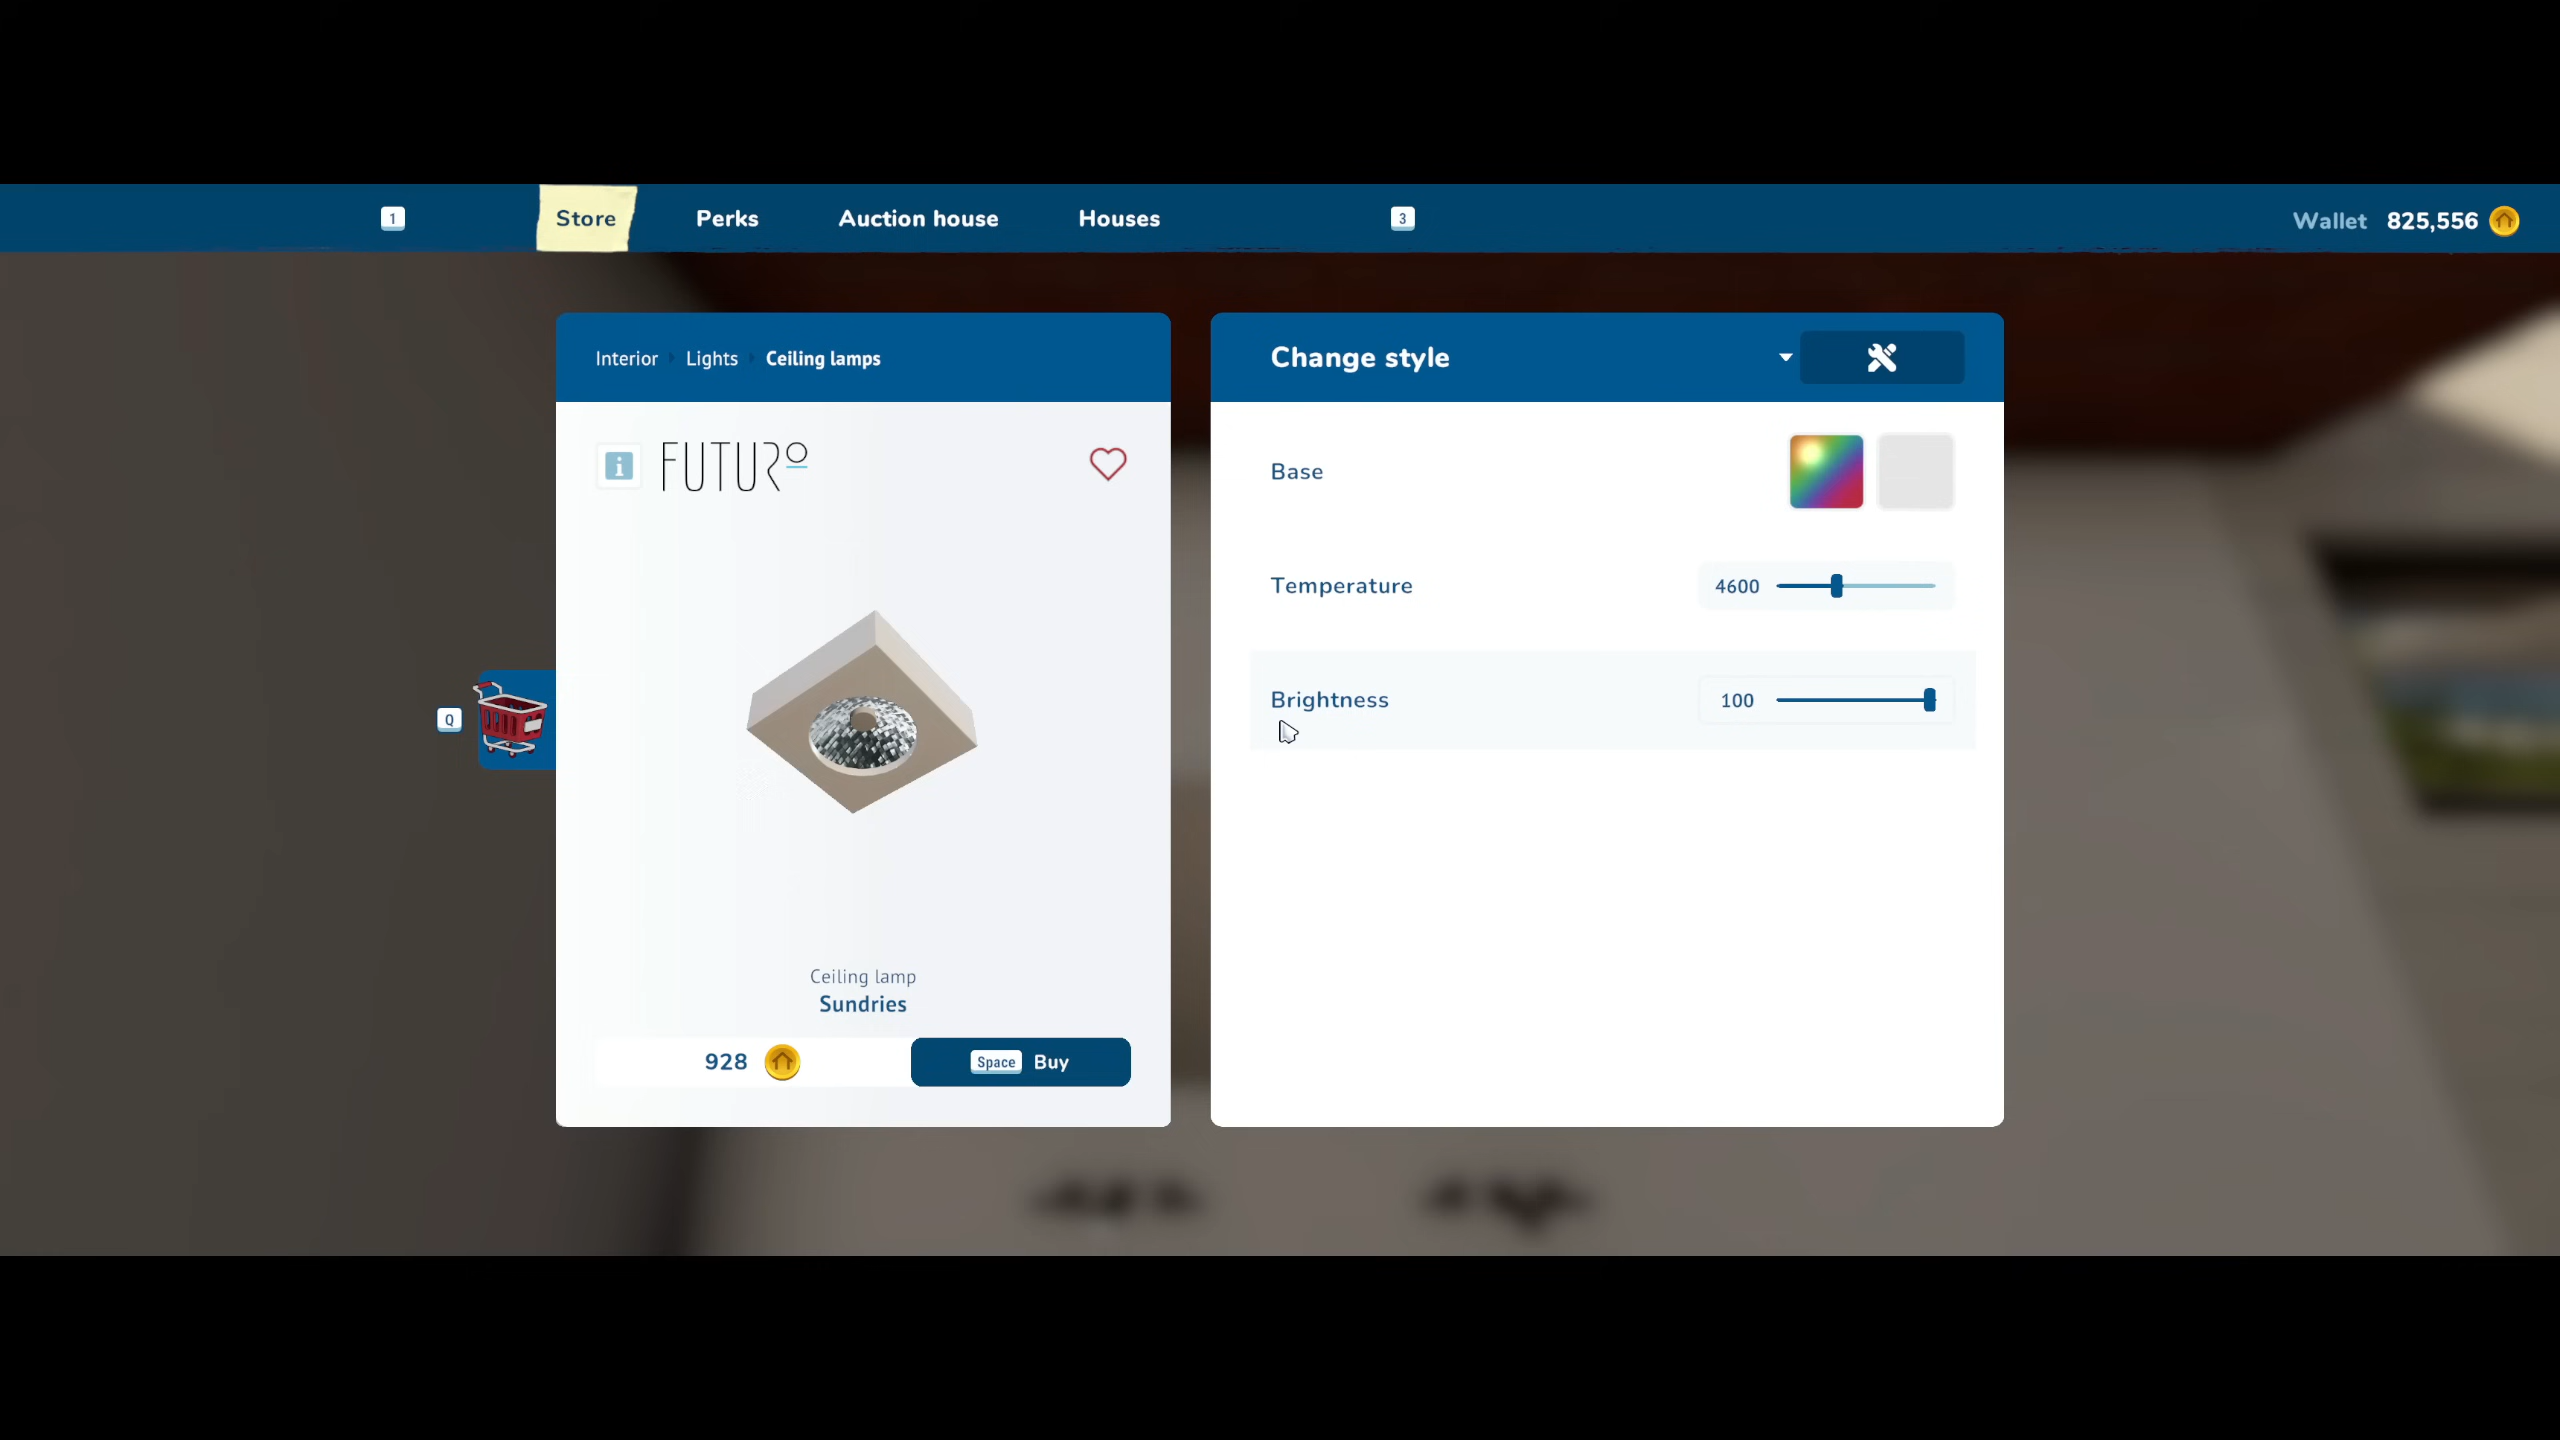 1 Store Perks Auction house Houses 3 Wallet 825,556
Interior Lights Ceiling lamps
i FUTURO
Q
Ceiling lamp
Sundries
928 Space Buy
Change style
Base
Temperature 4600
Brightness 100